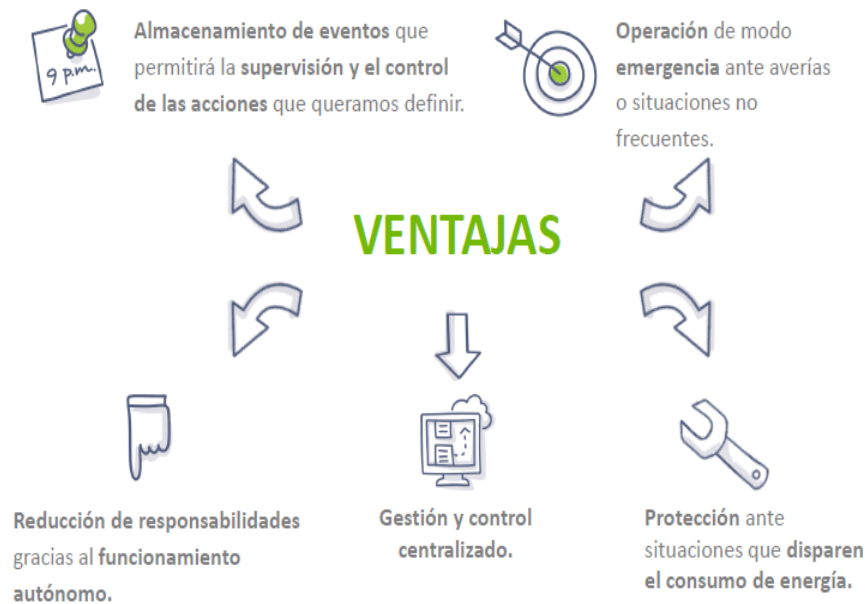 9 p.m.
Almacenamiento de eventos que
permitirá la supervisión y el control
de las acciones que queramos definir.
Operación de modo
emergencia ante averías
o situaciones no
frecuentes.
VENTAJAS
Reducción de responsabilidades
gracias al funcionamiento
autónomo.
Gestión y control
centralizado.
Protección ante
situaciones que disparen
el consumo de energía.